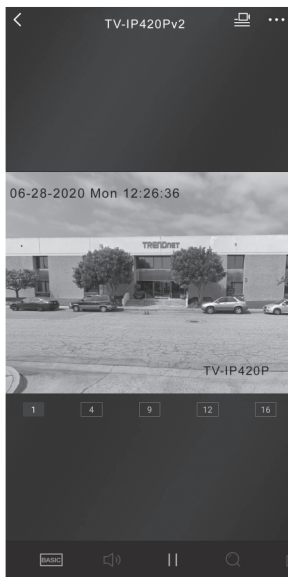 TV-IP420Pv2
06-28-2020 Mon 12:26:36
TRENDNET
TV-IP420P
1 4 9 12 16
BASIC